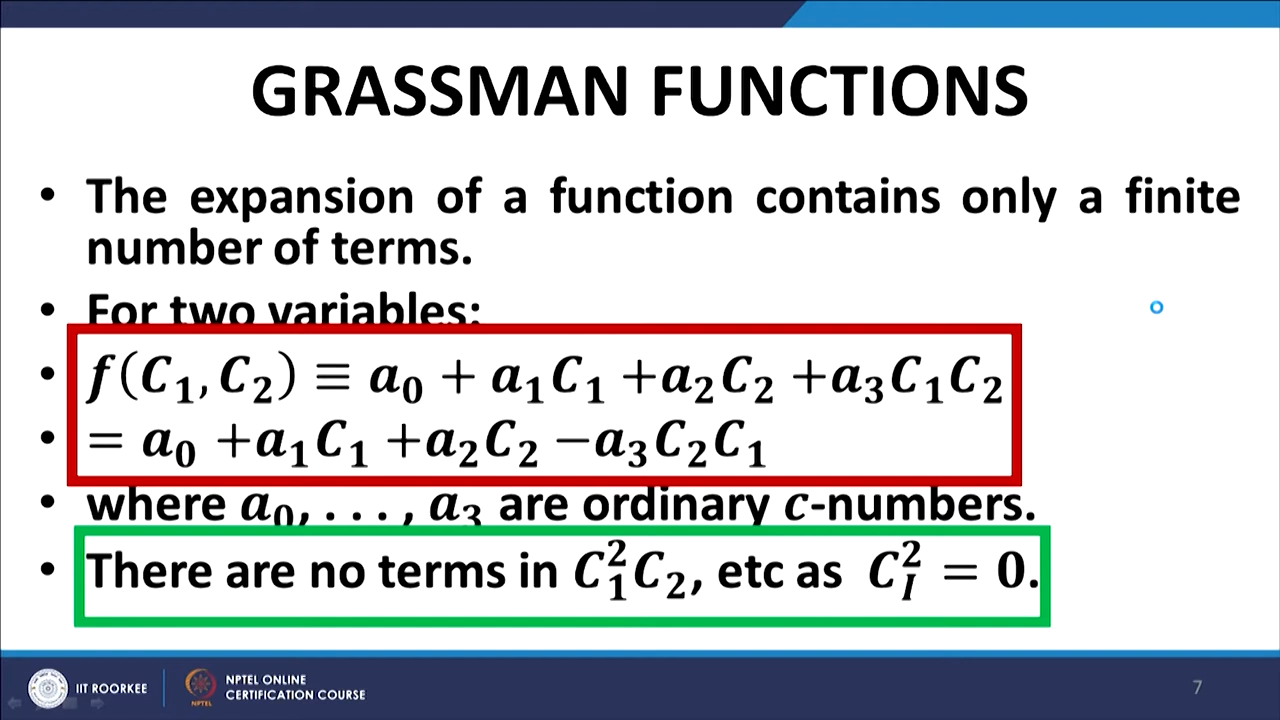 GRASSMAN FUNCTIONS
• The expansion of a function contains only a finite
number of terms.
• For two variables:
• f(C₁, C₂) ≡ a₀ + a₁C₁ +a₂C₂ +a₃C₁C₂
• = a₀ +a₁C₁ +a₂C₂ −a₃C₂C₁
• where a₀, . . . , a₃ are ordinary c-numbers.
• There are no terms in C₁²C₂, etc as C_I² = 0.
IIT ROORKEE
NPTEL ONLINE
CERTIFICATION COURSE
NPTEL
7